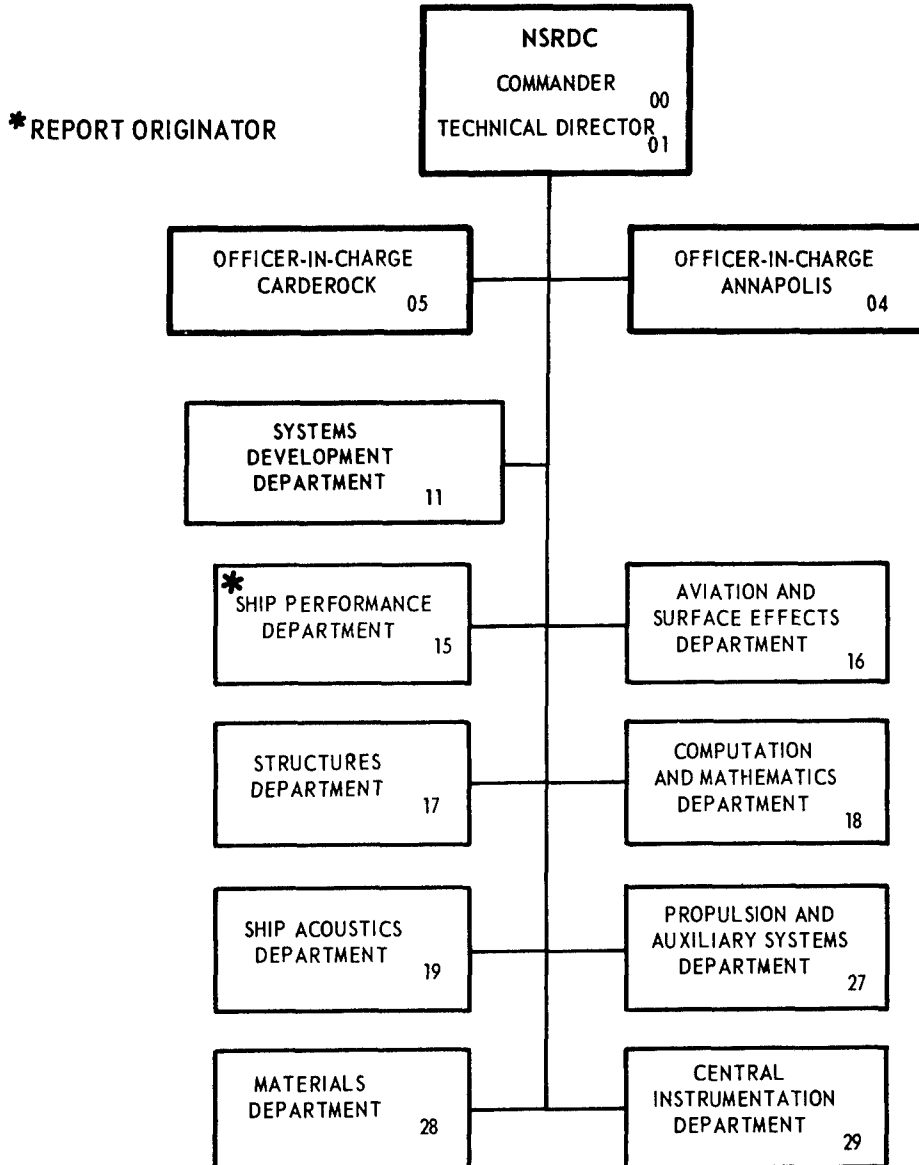 NSRDC
COMMANDER
00
TECHNICAL DIRECTOR
01
* REPORT ORIGINATOR
OFFICER-IN-CHARGE
CARDEROCK
05
OFFICER-IN-CHARGE
ANNAPOLIS
04
SYSTEMS
DEVELOPMENT
DEPARTMENT
11
*
SHIP PERFORMANCE
DEPARTMENT
15
AVIATION AND
SURFACE EFFECTS
DEPARTMENT
16
STRUCTURES
DEPARTMENT
17
COMPUTATION
AND MATHEMATICS
DEPARTMENT
18
SHIP ACOUSTICS
DEPARTMENT
19
PROPULSION AND
AUXILIARY SYSTEMS
DEPARTMENT
27
MATERIALS
DEPARTMENT
28
CENTRAL
INSTRUMENTATION
DEPARTMENT
29